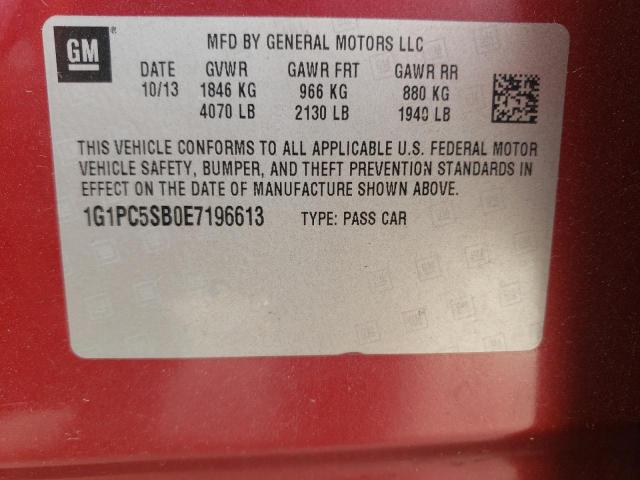 GM
MFD BY GENERAL MOTORS LLC
DATE GVWR GAWR FRT GAWR RR
10/13 1846 KG 966 KG 880 KG
4070 LB 2130 LB 1940 LB
THIS VEHICLE CONFORMS TO ALL APPLICABLE U.S. FEDERAL MOTOR
VEHICLE SAFETY, BUMPER, AND THEFT PREVENTION STANDARDS IN
EFFECT ON THE DATE OF MANUFACTURE SHOWN ABOVE.
1G1PC5SB0E7196613 TYPE: PASS CAR